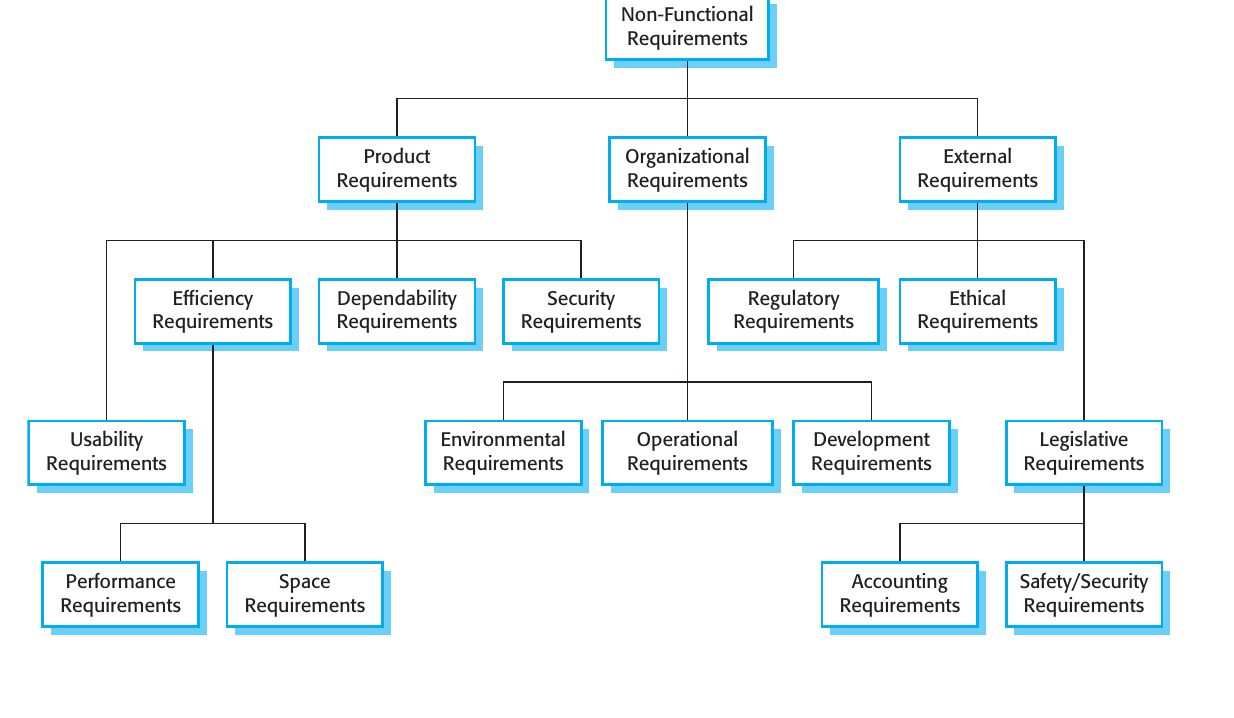 Non-Functional
Requirements
Product
Requirements
Organizational
Requirements
External
Requirements
Efficiency
Requirements
Dependability
Requirements
Security
Requirements
Regulatory
Requirements
Ethical
Requirements
Usability
Requirements
Environmental
Requirements
Operational
Requirements
Development
Requirements
Legislative
Requirements
Performance
Requirements
Space
Requirements
Accounting
Requirements
Safety/Security
Requirements